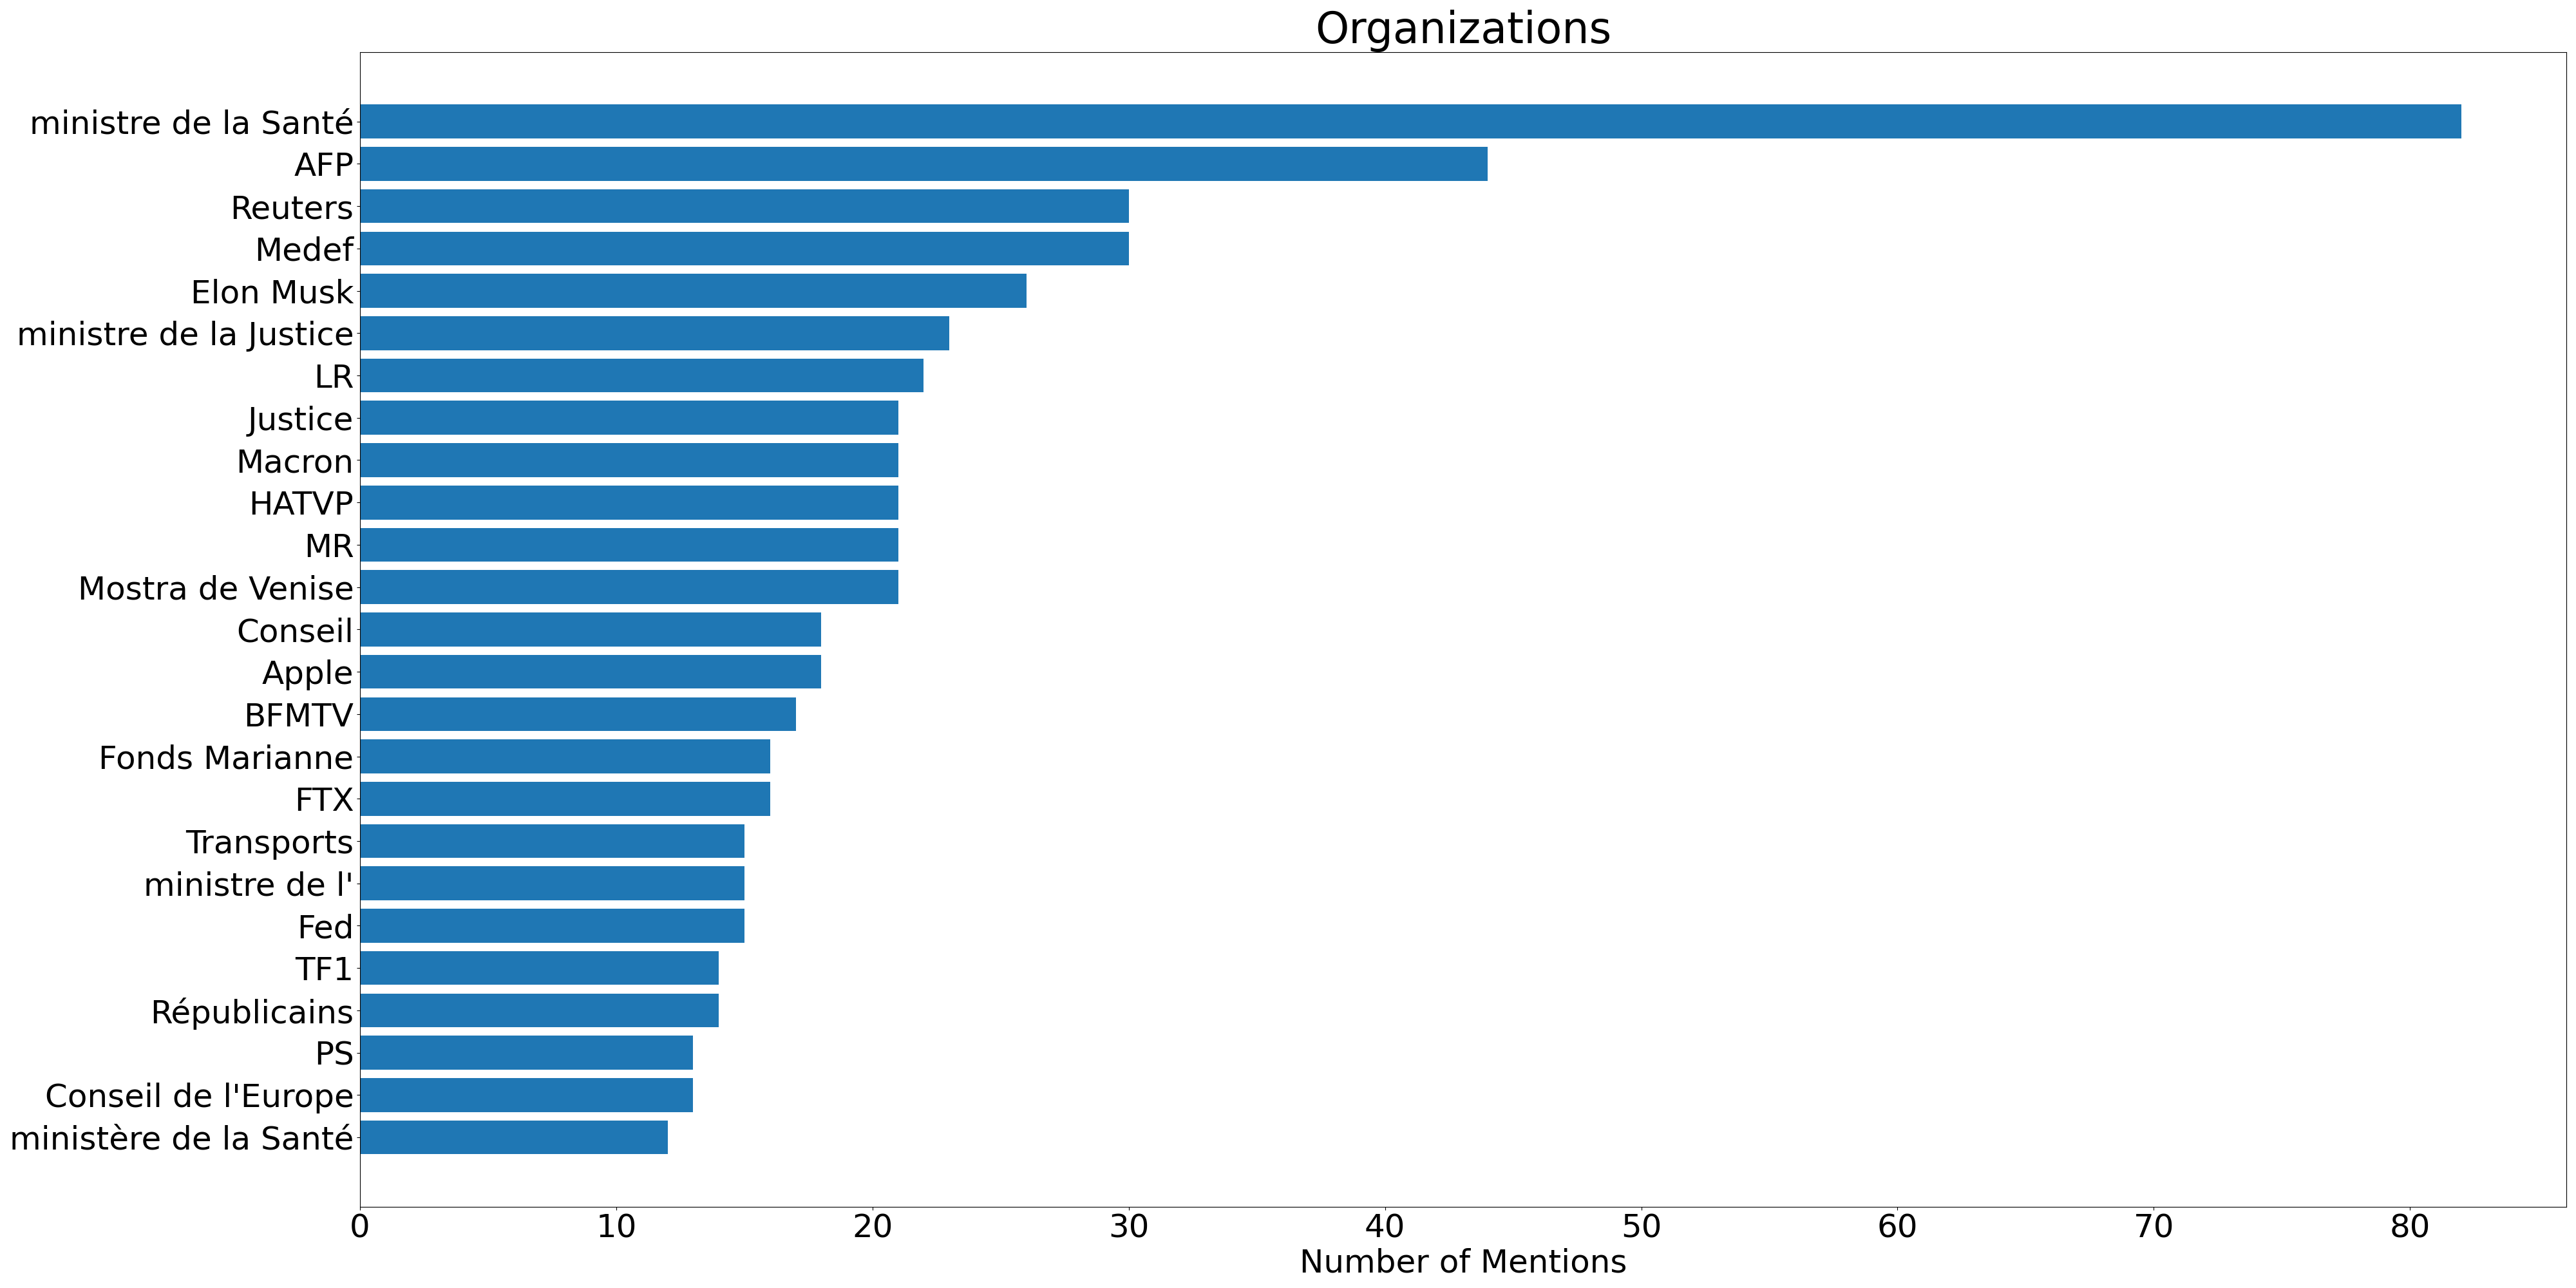 Organizations
ministre de la Santé
AFP
Reuters
Medef
Elon Musk
ministre de la Justice
LR
Justice
Macron
HATVP
MR
Mostra de Venise
Conseil
Apple
BFMTV
Fonds Marianne
FTX
Transports
ministre de l'
Fed
TF1
Républicains
PS
Conseil de l'Europe
ministère de la Santé
0 10 20 30 40 50 60 70 80
Number of Mentions